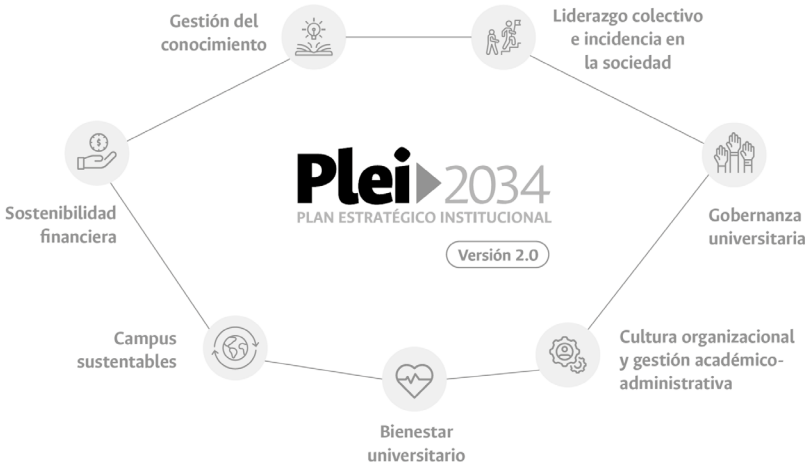 Gestión del
conocimiento
Liderazgo colectivo
e incidencia en
la sociedad
$
Plei 2034
PLAN ESTRATÉGICO INSTITUCIONAL
Versión 2.0
Sostenibilidad
financiera
Gobernanza
universitaria
Campus
sustentables
Cultura organizacional
y gestión académico-
administrativa
Bienestar
universitario